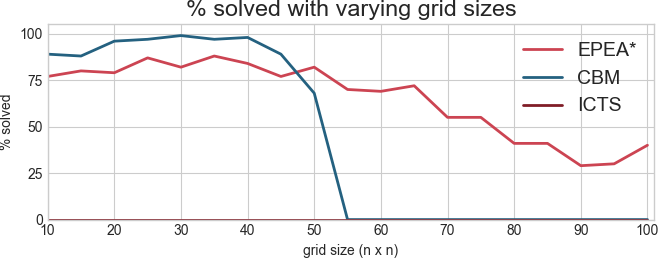 % solved with varying grid sizes
100
75
50
25
0
% solved
EPEA*
CBM
ICTS
10 20 30 40 50 60 70 80 90 100
grid size (n x n)